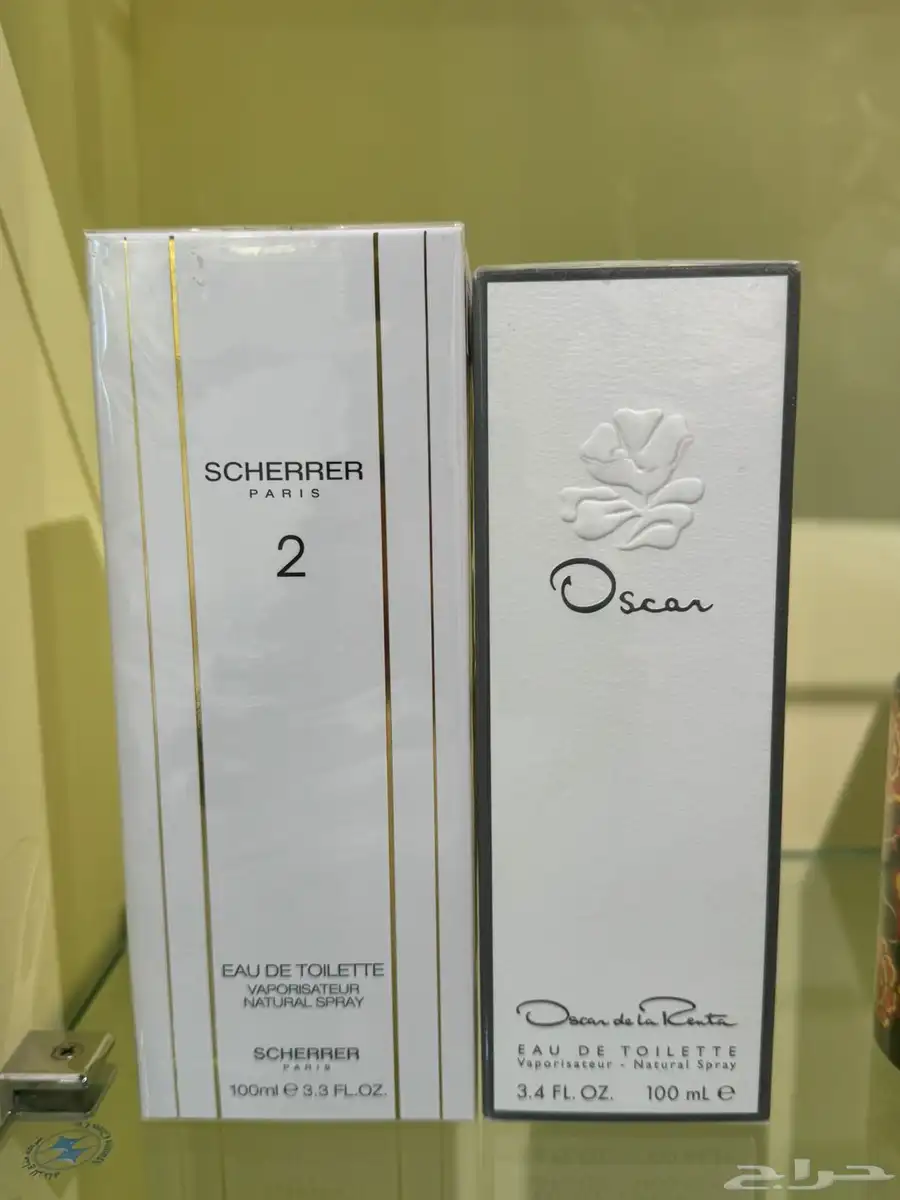 SCHERRER
PARIS
2
EAU DE TOILETTE
VAPORISATEUR
NATURAL SPRAY
SCHERRER
PARIS
100ml e 3.3 FL.OZ.
Oscar
Oscar de la Renta
EAU DE TOILETTE
Vaporisateur - Natural Spray
3.4 FL. OZ. 100 mL e
حراج